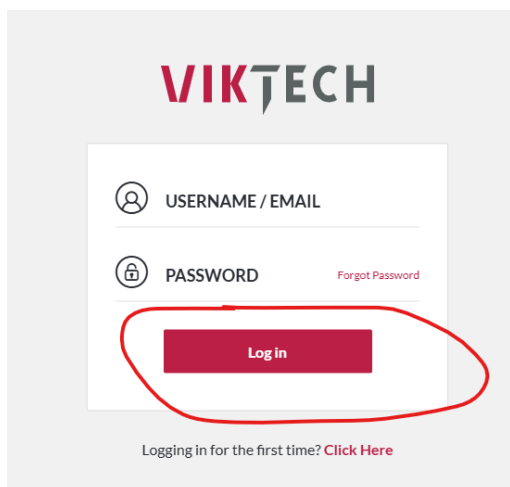 VIKTECH
USERNAME / EMAIL
PASSWORD Forgot Password
Log in
Logging in for the first time? Click Here